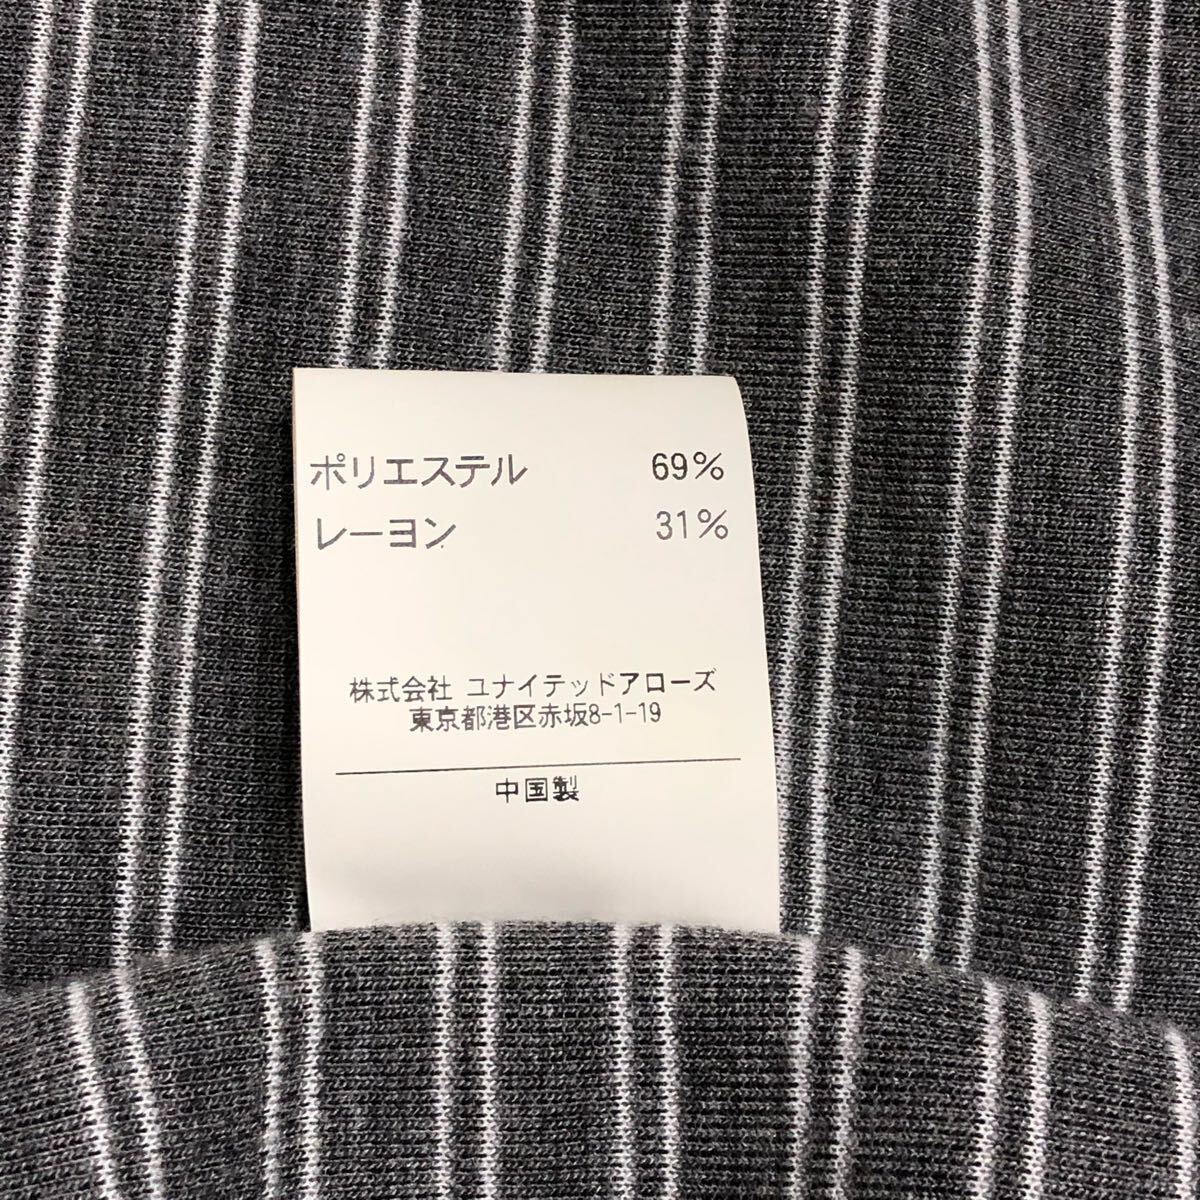 ポリエステル 69%
レーヨン 31%
株式会社 ユナイテッドアローズ
東京都港区赤坂8-1-19
中国製